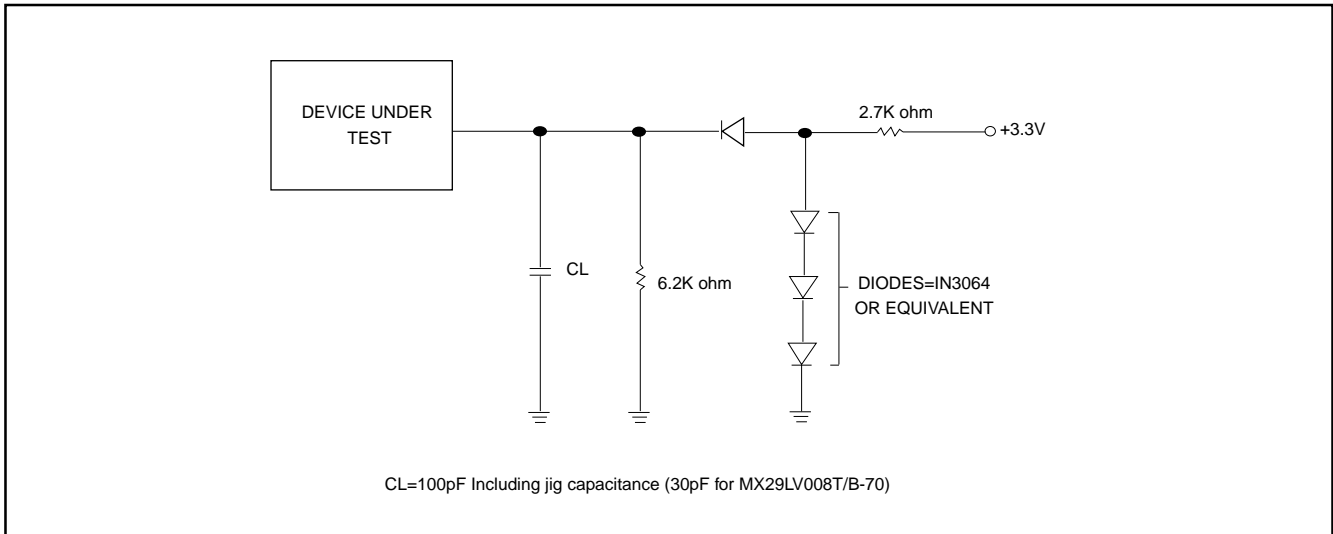 DEVICE UNDER
TEST
2.7K ohm
+3.3V
CL
6.2K ohm
DIODES=IN3064
OR EQUIVALENT
CL=100pF Including jig capacitance (30pF for MX29LV008T/B-70)